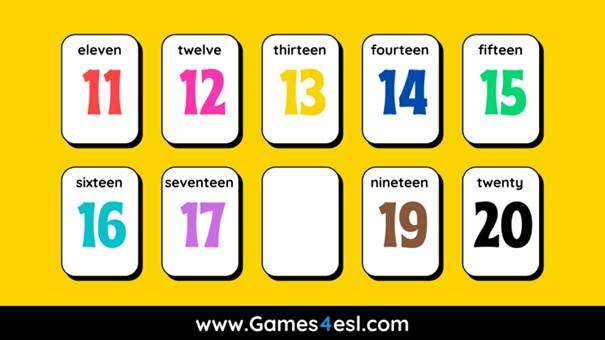 eleven twelve thirteen fourteen fifteen
11 12 13 14 15
sixteen seventeen nineteen twenty
16 17 19 20
www.Games4esl.com